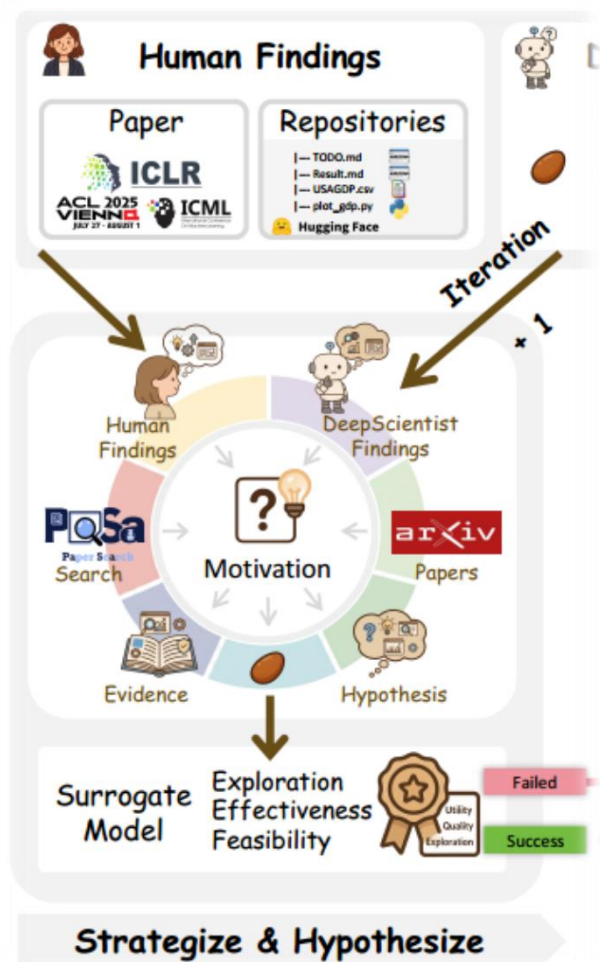 Human Findings
Paper
Repositories
ICLR
ACL 2025
VIENNA
JULY 27 - AUGUST 1
ICML
|--- TODO.md
|--- Result.md
|--- USAGDP.csv
|--- plot_gdp.py
Hugging Face
Iteration
+ 1
Human
Findings
DeepScientist
Findings
PaSa
Paper Search
Search
Motivation
arXiv
Papers
Evidence
Hypothesis
Surrogate
Model
Exploration
Effectiveness
Feasibility
Utility
Quality
Exploration
Failed
Success
Strategize & Hypothesize